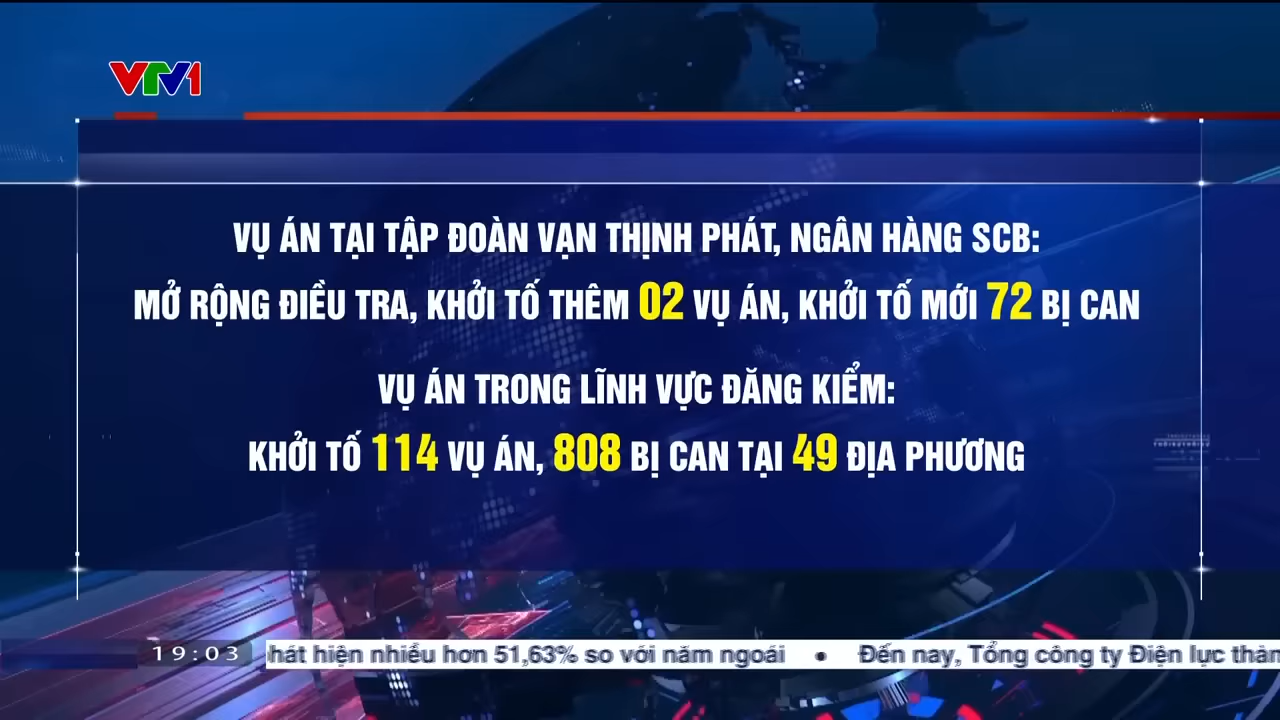 VTV1
VỤ ÁN TẠI TẬP ĐOÀN VẠN THỊNH PHÁT, NGÂN HÀNG SCB:
MỞ RỘNG ĐIỀU TRA, KHỞI TỐ THÊM 02 VỤ ÁN, KHỞI TỐ MỚI 72 BỊ CAN
VỤ ÁN TRONG LĨNH VỰC ĐĂNG KIỂM:
KHỞI TỐ 114 VỤ ÁN, 808 BỊ CAN TẠI 49 ĐỊA PHƯƠNG
19:03 hát hiện nhiều hơn 51,63% so với năm ngoái • Đến nay, Tổng công ty Điện lực thàn